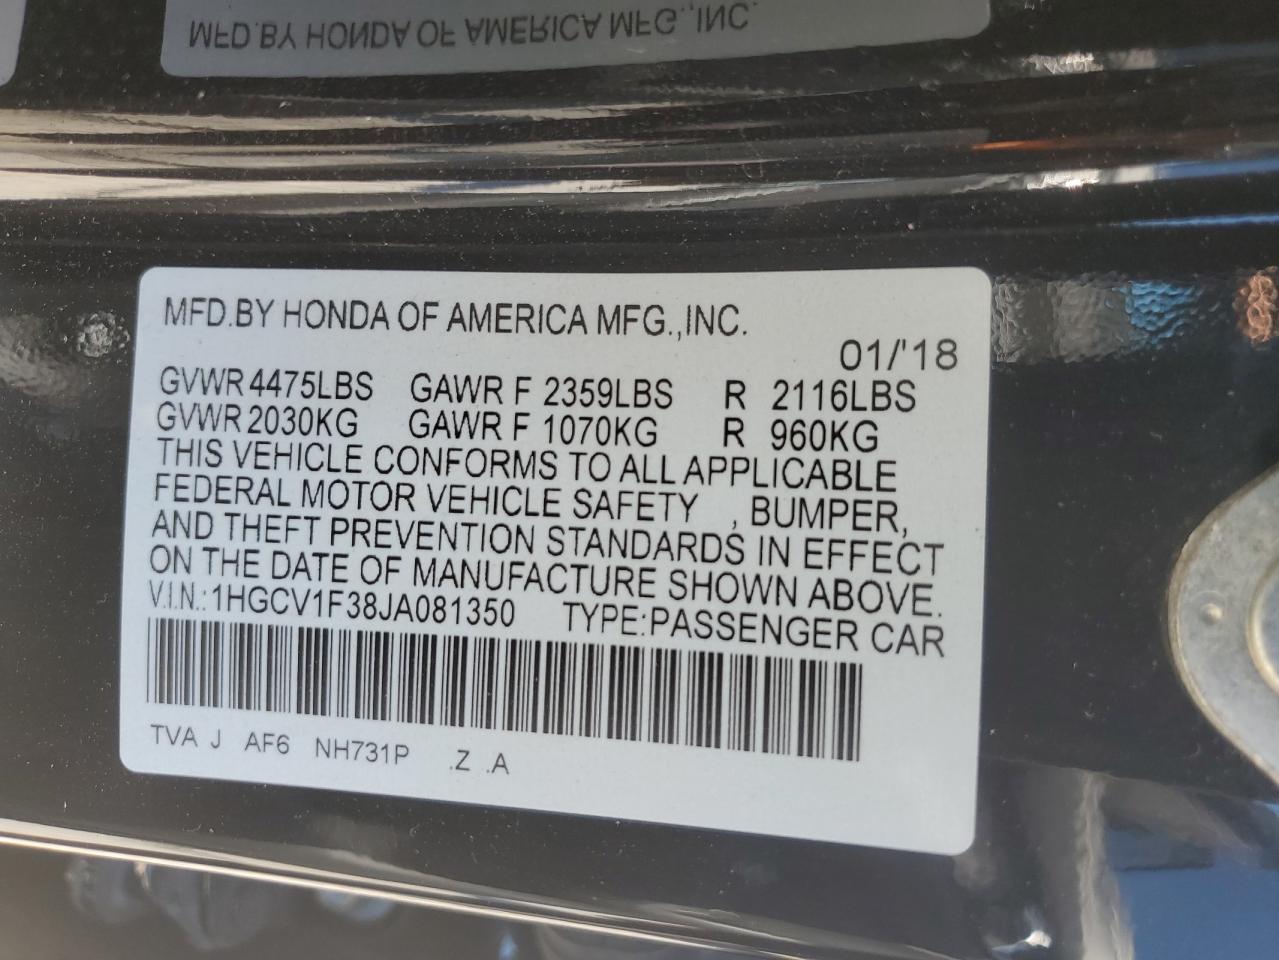 MFD.BY HONDA OF AMERICA MFG.,INC.
MFD.BY HONDA OF AMERICA MFG.,INC.
01/'18
GVWR 4475LBS GAWR F 2359LBS R 2116LBS
GVWR 2030KG GAWR F 1070KG R 960KG
THIS VEHICLE CONFORMS TO ALL APPLICABLE
FEDERAL MOTOR VEHICLE SAFETY , BUMPER,
AND THEFT PREVENTION STANDARDS IN EFFECT
ON THE DATE OF MANUFACTURE SHOWN ABOVE.
V.I.N.:1HGCV1F38JA081350 TYPE:PASSENGER CAR
TVA J AF6 NH731P .Z .A